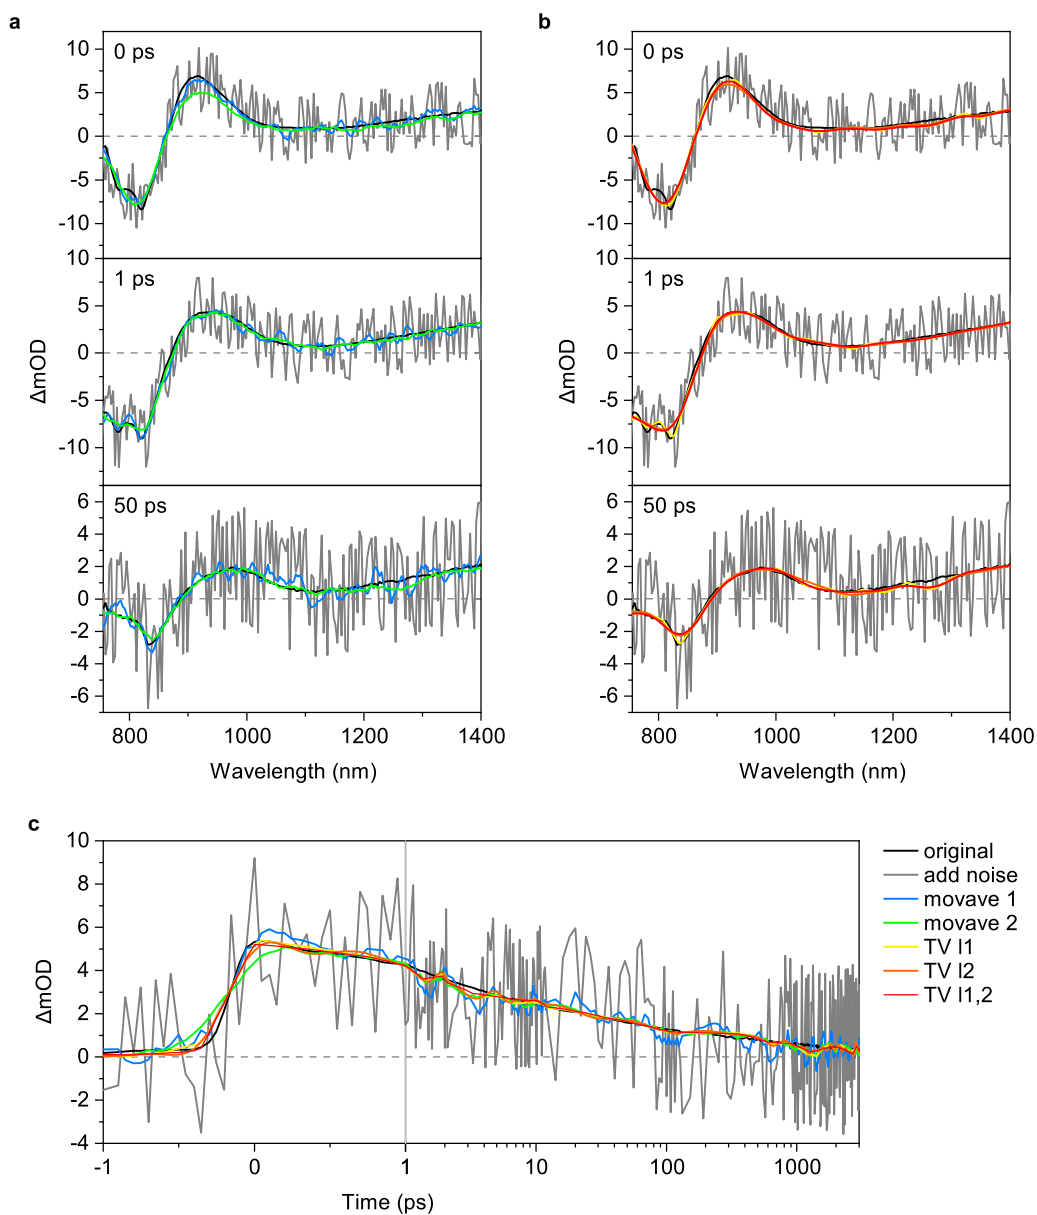 a
b
0 ps
10
5
0
-5
-10
0 ps
10
5
0
-5
-10
1 ps
10
5
0
-5
-10
1 ps
10
5
0
-5
-10
50 ps
6
4
2
0
-2
-4
-6
50 ps
6
4
2
0
-2
-4
-6
ΔmOD
ΔmOD
800 1000 1200 1400
800 1000 1200 1400
Wavelength (nm)
Wavelength (nm)
c
10
8
6
4
2
0
-2
-4
ΔmOD
-1 0 1 10 100 1000
Time (ps)
original
add noise
movave 1
movave 2
TV l1
TV l2
TV l1,2